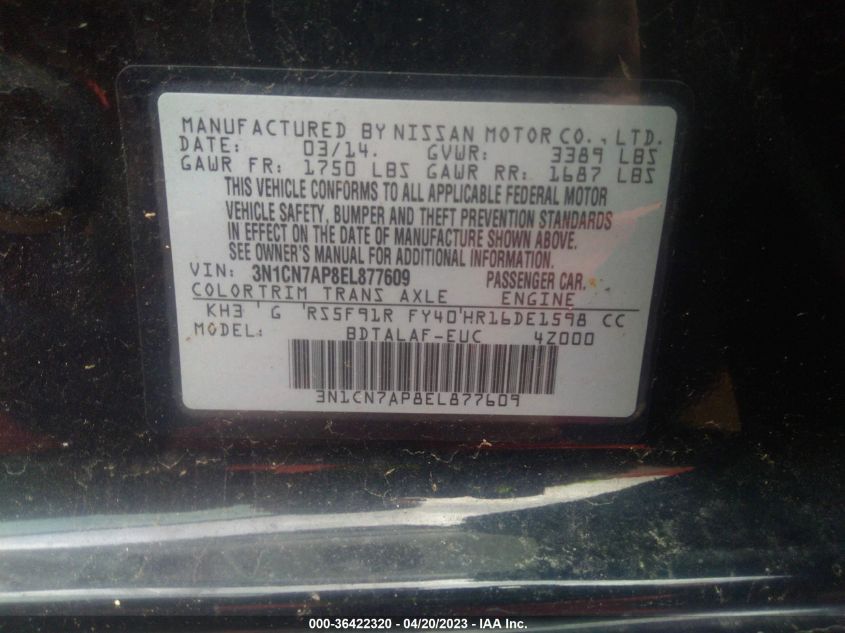 MANUFACTURED BY NISSAN MOTOR CO., LTD.
DATE: 03/14. GVWR: 3389 LBS
GAWR FR: 1750 LBS GAWR RR: 1687 LBS
THIS VEHICLE CONFORMS TO ALL APPLICABLE FEDERAL MOTOR
VEHICLE SAFETY, BUMPER AND THEFT PREVENTION STANDARDS
IN EFFECT ON THE DATE OF MANUFACTURE SHOWN ABOVE.
SEE OWNER'S MANUAL FOR ADDITIONAL INFORMATION.
VIN: 3N1CN7AP8EL877609 PASSENGER CAR.
COLORTRIM TRANS AXLE ENGINE
KH3 'G 'RS5F91R FY40'HR16DE1598 CC
MODEL: BDTALAF-EUC 4Z000
3N1CN7AP8EL877609
000-36422320 - 04/20/2023 - IAA Inc.